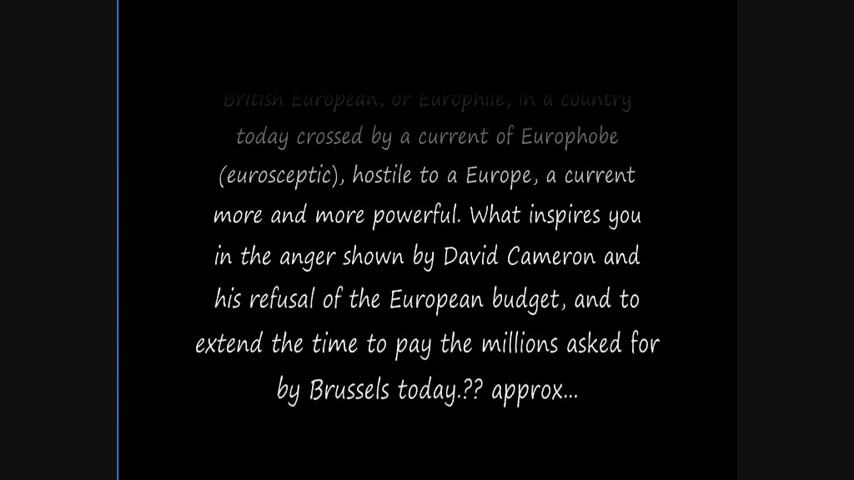 British European, or Europhile, in a country
today crossed by a current of Europhobe
(eurosceptic), hostile to a Europe, a current
more and more powerful. What inspires you
in the anger shown by David Cameron and
his refusal of the European budget, and to
extend the time to pay the millions asked for
by Brussels today.?? approx...